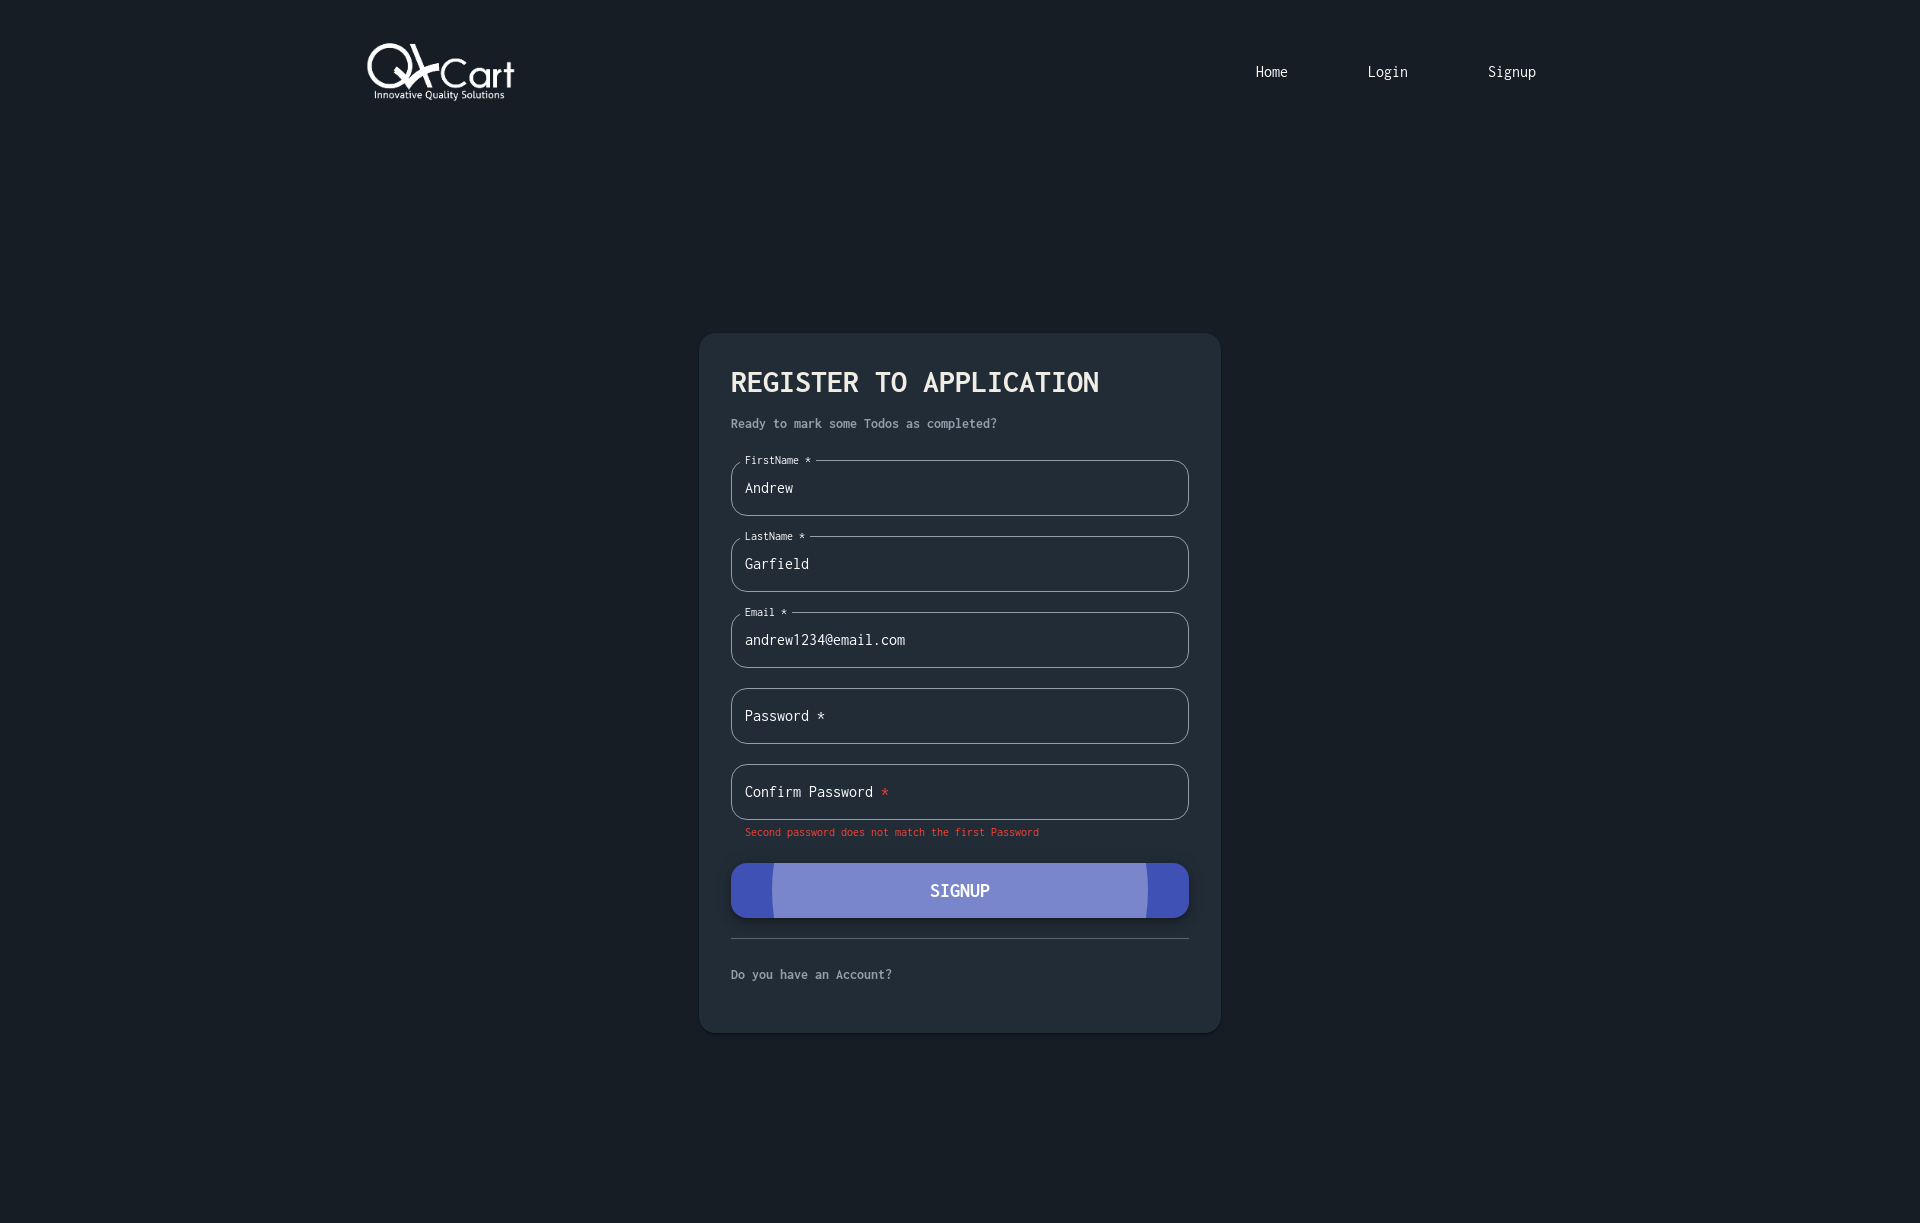 QKCart
Innovative Quality Solutions
Home
Login
Signup
REGISTER TO APPLICATION
Ready to mark some Todos as completed?
FirstName *
Andrew
LastName *
Garfield
Email *
andrew1234@email.com
Password *
Confirm Password *
Second password does not match the first Password
SIGNUP
Do you have an Account?